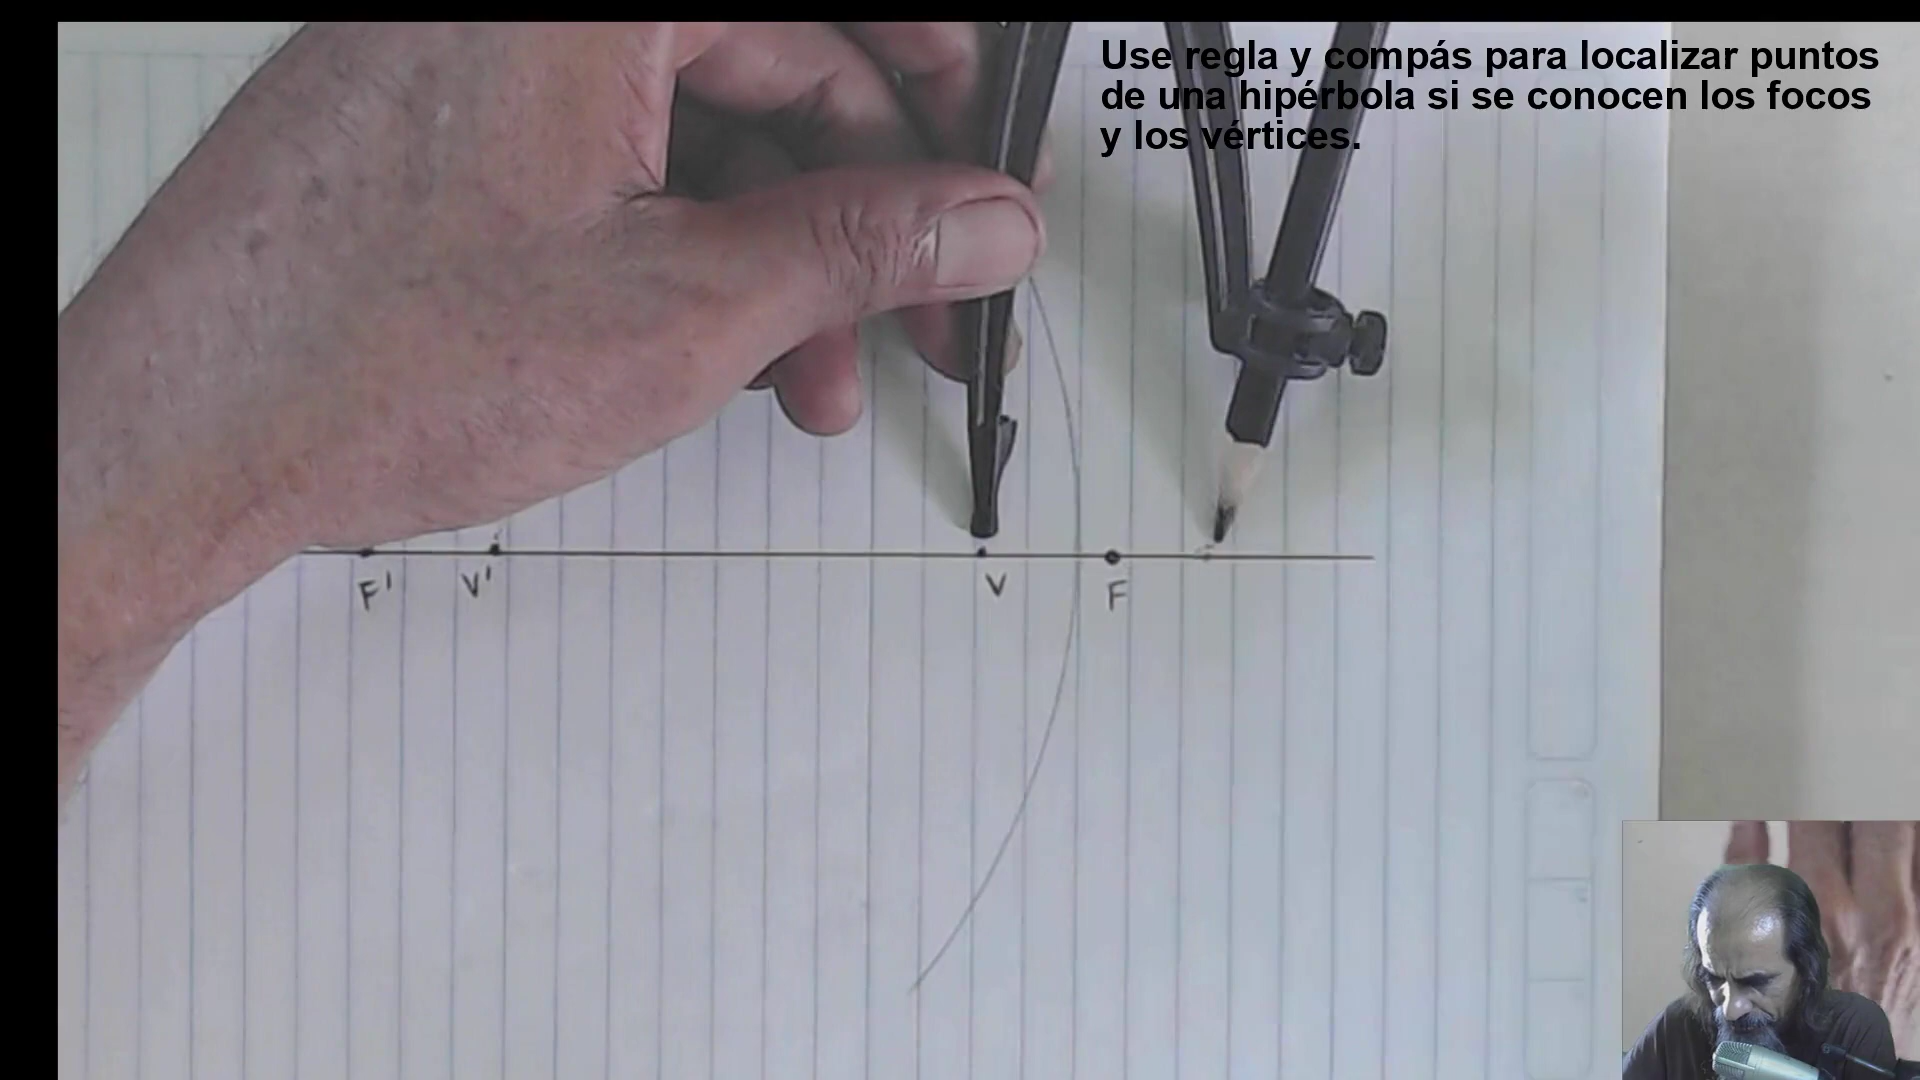 Use regla y compás para localizar puntos
de una hipérbola si se conocen los focos
y los vértices.
F' V' V F